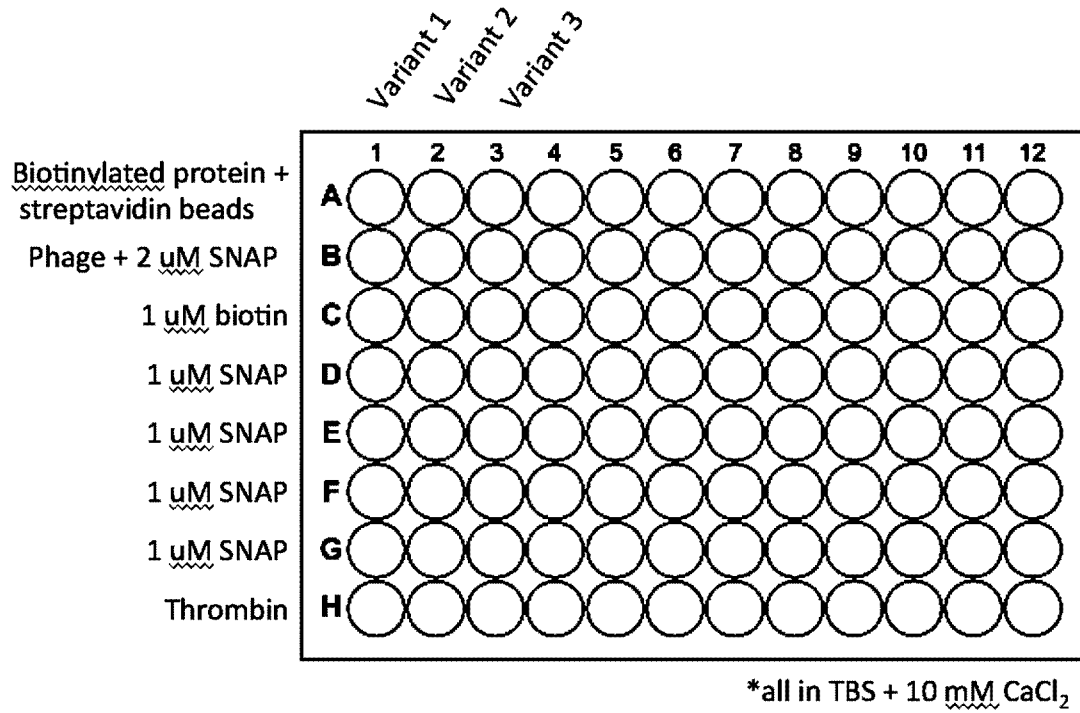 Variant 1
Variant 2
Variant 3
1 2 3 4 5 6 7 8 9 10 11 12
Biotinylated protein +
streptavidin beads
A
Phage + 2 uM SNAP B
1 uM biotin C
1 uM SNAP D
1 uM SNAP E
1 uM SNAP F
1 uM SNAP G
Thrombin H
*all in TBS + 10 mM CaCl₂